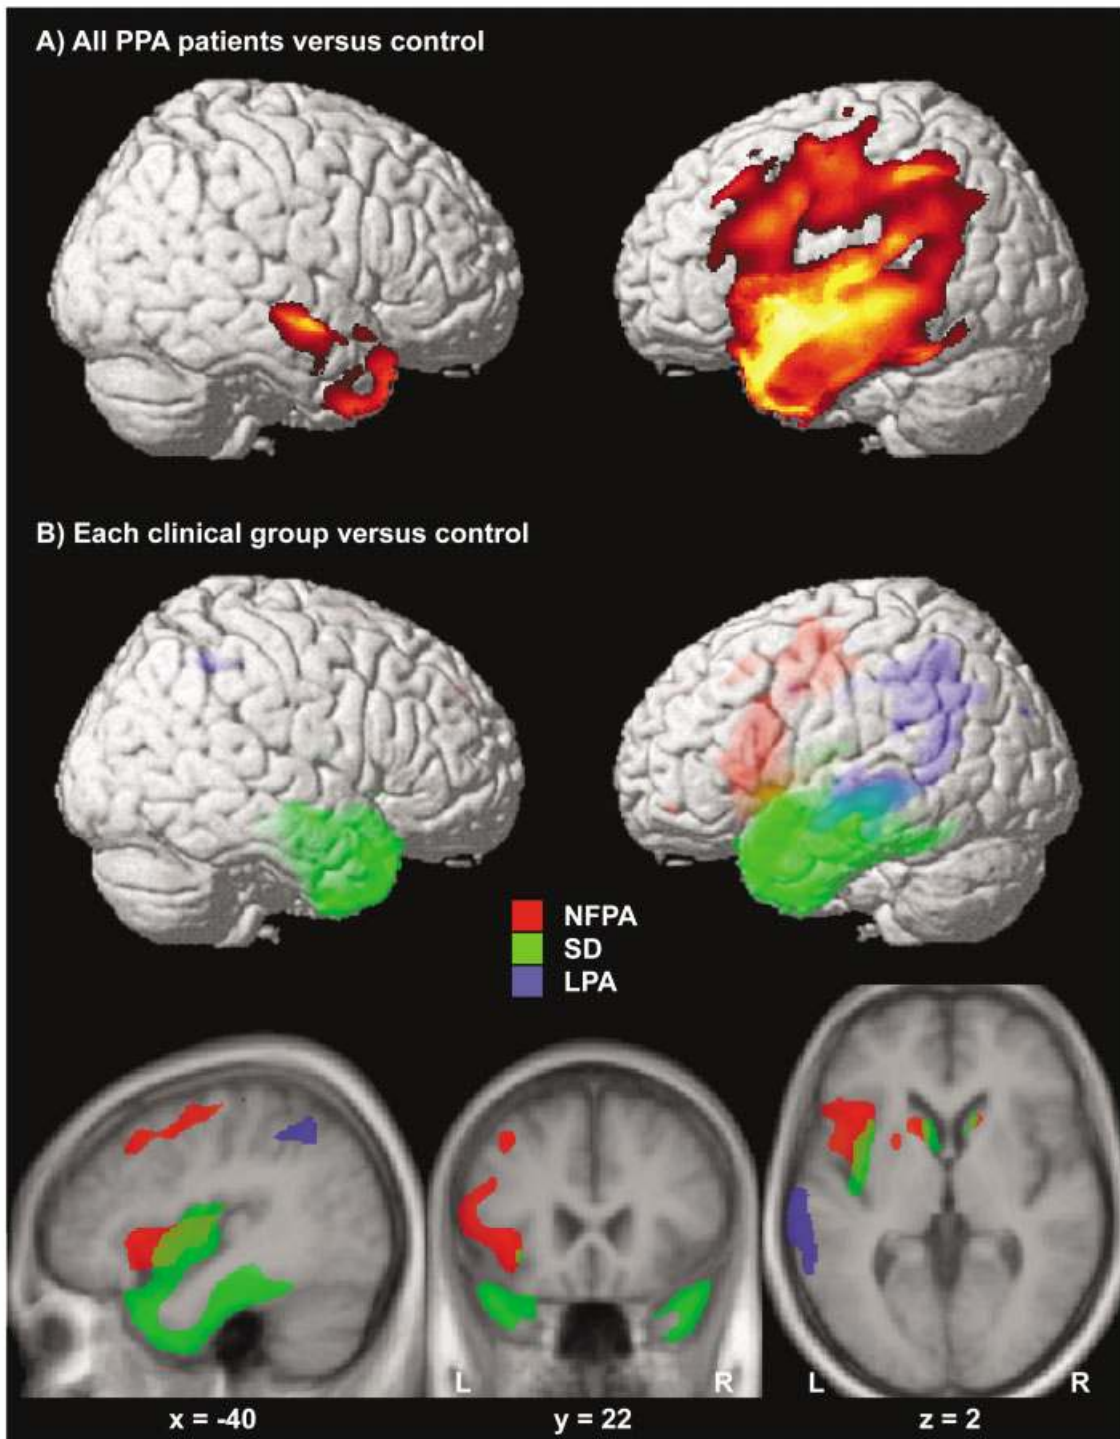 A) All PPA patients versus control
B) Each clinical group versus control
NFPA
SD
LPA
L R L R
x = -40 y = 22 z = 2